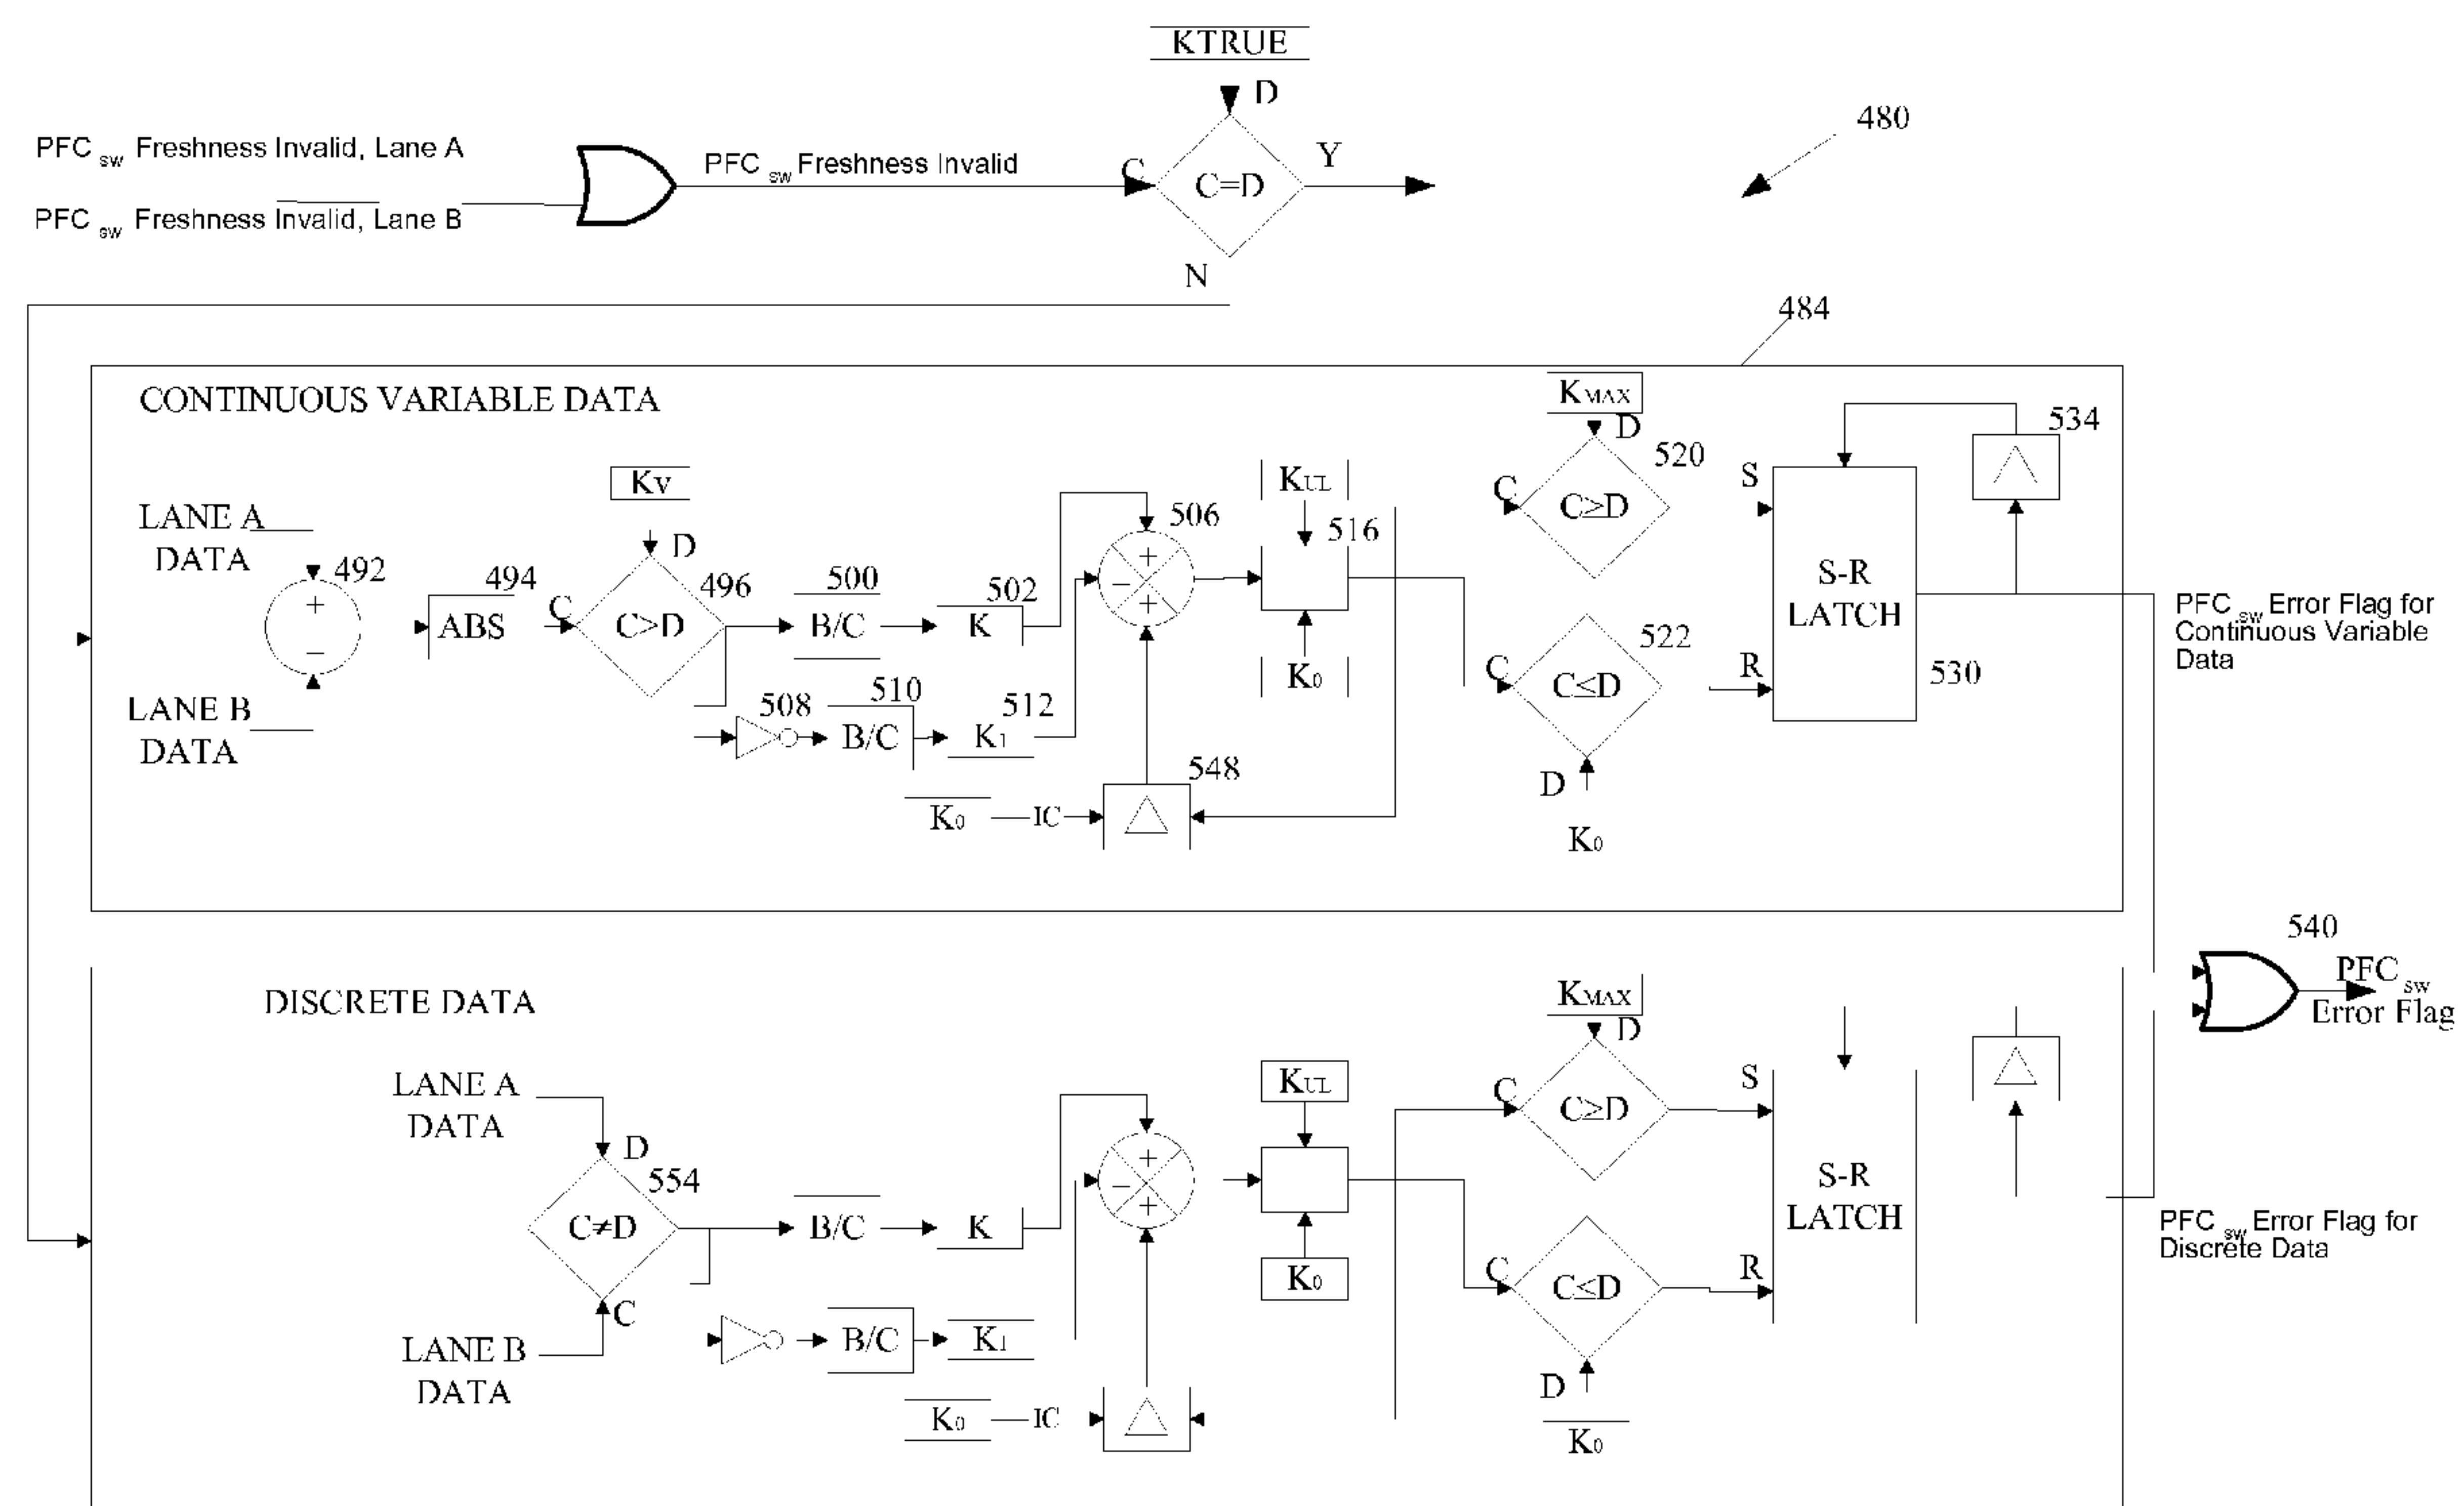 KTRUE
D
480
PFC sw Freshness Invalid, Lane A
PFC sw Freshness Invalid
C
C=D
Y
PFC sw Freshness Invalid, Lane B
N
484
CONTINUOUS VARIABLE DATA
KMAX
D
534
520
KV
KUL
C
C≥D
S
LANE A
DATA
D
506
516
492
494
496
500
502
S-R
LATCH
+
−
ABS
C
C>D
B/C
K
+
−
+
PFC sw Error Flag for
Continuous Variable
Data
522
K0
C
C≤D
R
530
LANE B
DATA
508
510
512
B/C
K1
548
D
K0
IC
K0
540
PFC sw
Error Flag
DISCRETE DATA
KMAX
D
LANE A
DATA
KUL
C
C≥D
S
D
554
+
−
+
S-R
LATCH
C≠D
B/C
K
PFC sw Error Flag for
Discrete Data
K0
C
C≤D
R
C
LANE B
DATA
B/C
K1
D
K0
IC
K0